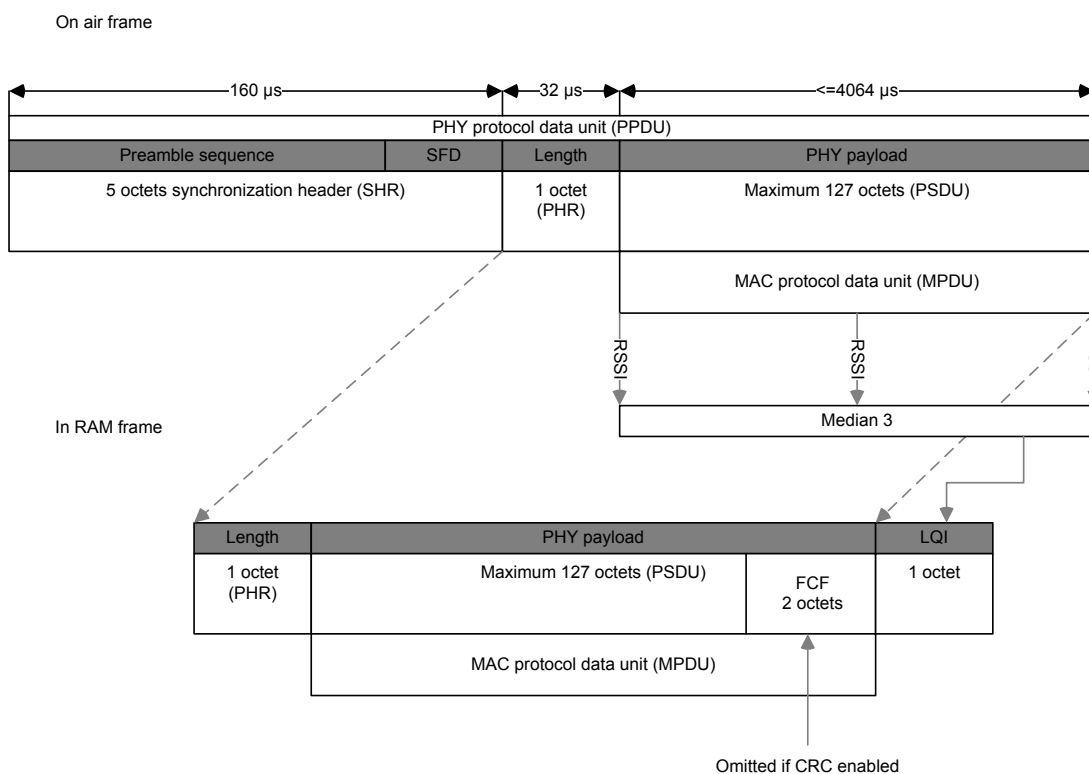 On air frame
160 µs
32 µs
<=4064 µs
PHY protocol data unit (PPDU)
Preamble sequence
SFD
Length
PHY payload
5 octets synchronization header (SHR)
1 octet
(PHR)
Maximum 127 octets (PSDU)
MAC protocol data unit (MPDU)
RSSI
RSSI
In RAM frame
Median 3
Length
PHY payload
LQI
1 octet
(PHR)
Maximum 127 octets (PSDU)
FCF
2 octets
1 octet
MAC protocol data unit (MPDU)
Omitted if CRC enabled